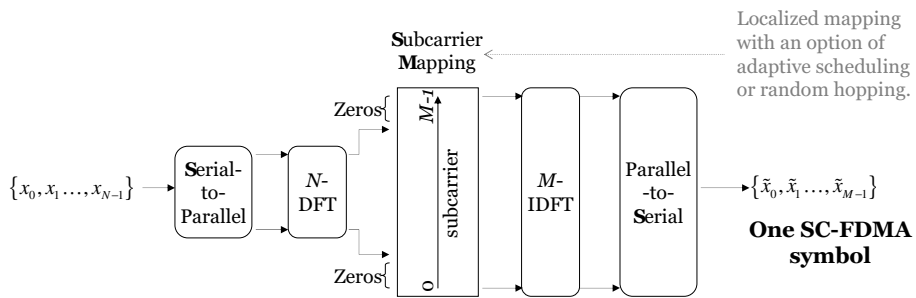 Subcarrier
Mapping
Localized mapping
with an option of
adaptive scheduling
or random hopping.
Zeros{
M-1
{x₀, x₁ …, x_{N−1}}
Serial-
to-
Parallel
N-
DFT
subcarrier
M-
IDFT
Parallel
-to-
Serial
{x̃₀, x̃₁ …, x̃_{M−1}}
One SC-FDMA
symbol
Zeros{
0